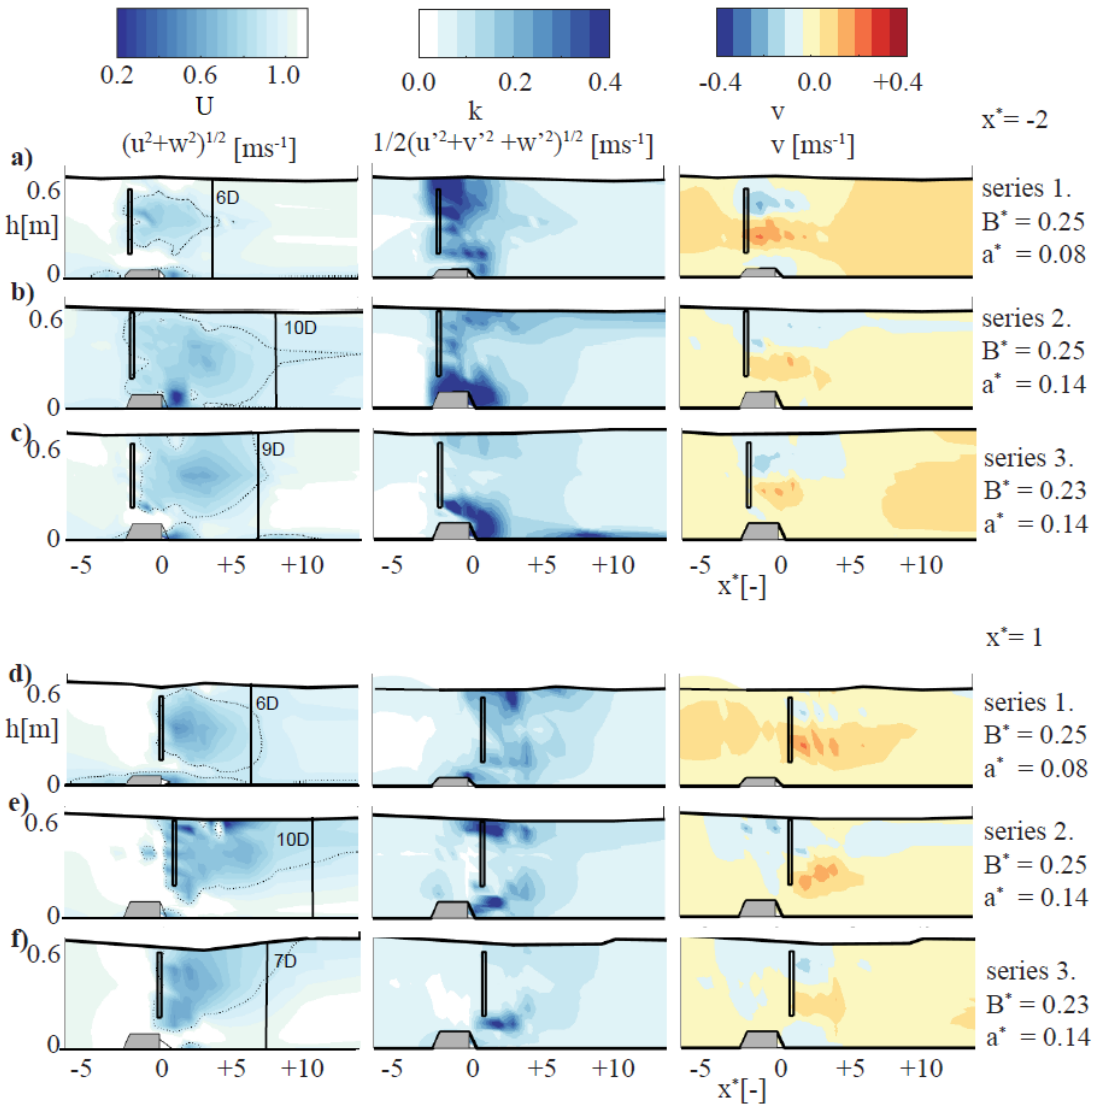 0.2 0.6 1.0 0.0 0.2 0.4 -0.4 0.0 +0.4
U k v
(u²+w²)¹/² [ms⁻¹] 1/2(u'²+v'² +w'²)¹/² [ms⁻¹] v [ms⁻¹] x*= -2
a)
0.6 6D series 1.
h[m] B* = 0.25
0 a* = 0.08
b)
0.6 10D series 2.
B* = 0.25
0 a* = 0.14
c)
0.6 9D series 3.
B* = 0.23
0 a* = 0.14
-5 0 +5 +10 -5 0 +5 +10 -5 0 +5 +10
x*[-]
x*= 1
d)
0.6 6D series 1.
h[m] B* = 0.25
0 a* = 0.08
e)
0.6 10D series 2.
B* = 0.25
0 a* = 0.14
f)
0.6 7D series 3.
B* = 0.23
0 a* = 0.14
-5 0 +5 +10 -5 0 +5 +10 -5 0 +5 +10
x*[-]